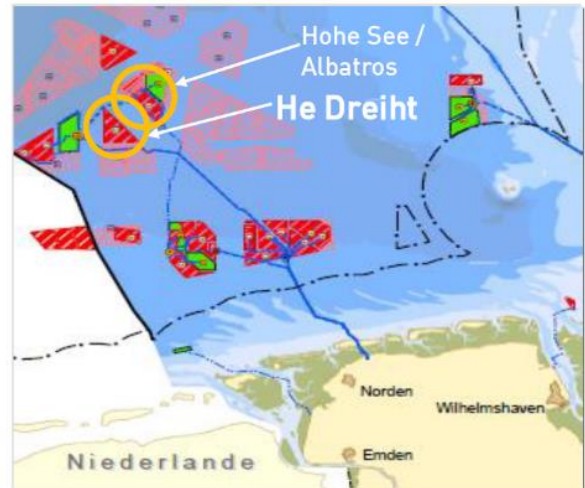 Hohe See /
Albatros
He Dreiht
Norden
Wilhelmshaven
Emden
Niederlande